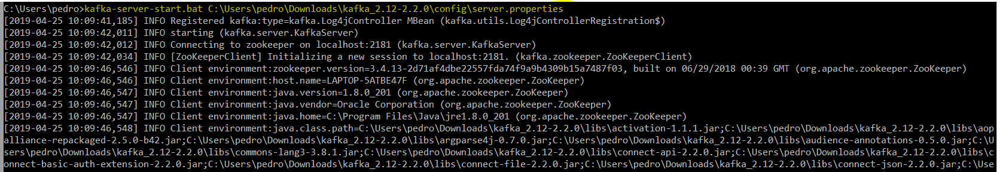 C:\Users\pedro>kafka-server-start.bat C:\Users\pedro\Downloads\kafka_2.12-2.2.0\config\server.properties
[2019-04-25 10:09:41,185] INFO Registered kafka:type=kafka.Log4jController MBean (kafka.utils.Log4jControllerRegistration$)
[2019-04-25 10:09:42,011] INFO starting (kafka.server.KafkaServer)
[2019-04-25 10:09:42,012] INFO Connecting to zookeeper on localhost:2181 (kafka.server.KafkaServer)
[2019-04-25 10:09:42,034] INFO [ZooKeeperClient] Initializing a new session to localhost:2181. (kafka.zookeeper.ZooKeeperClient)
[2019-04-25 10:09:46,546] INFO Client environment:zookeeper.version=3.4.13-2d71af4dbe22557fda74f9a9b4309b15a7487f03, built on 06/29/2018 00:39 GMT (org.apache.zookeeper.ZooKeeper)
[2019-04-25 10:09:46,546] INFO Client environment:host.name=LAPTOP-5ATBE47F (org.apache.zookeeper.ZooKeeper)
[2019-04-25 10:09:46,547] INFO Client environment:java.version=1.8.0_201 (org.apache.zookeeper.ZooKeeper)
[2019-04-25 10:09:46,547] INFO Client environment:java.vendor=Oracle Corporation (org.apache.zookeeper.ZooKeeper)
[2019-04-25 10:09:46,547] INFO Client environment:java.home=C:\Program Files\Java\jre1.8.0_201 (org.apache.zookeeper.ZooKeeper)
[2019-04-25 10:09:46,548] INFO Client environment:java.class.path=C:\Users\pedro\Downloads\kafka_2.12-2.2.0\libs\activation-1.1.1.jar;C:\Users\pedro\Downloads\kafka_2.12-2.2.0\libs\aop
alliance-repackaged-2.5.0-b42.jar;C:\Users\pedro\Downloads\kafka_2.12-2.2.0\libs\argparse4j-0.7.0.jar;C:\Users\pedro\Downloads\kafka_2.12-2.2.0\libs\audience-annotations-0.5.0.jar;C:\U
sers\pedro\Downloads\kafka_2.12-2.2.0\libs\commons-lang3-3.8.1.jar;C:\Users\pedro\Downloads\kafka_2.12-2.2.0\libs\connect-api-2.2.0.jar;C:\Users\pedro\Downloads\kafka_2.12-2.2.0\libs\c
onnect-basic-auth-extension-2.2.0.jar;C:\Users\pedro\Downloads\kafka_2.12-2.2.0\libs\connect-file-2.2.0.jar;C:\Users\pedro\Downloads\kafka_2.12-2.2.0\libs\connect-json-2.2.0.jar;C:\Use